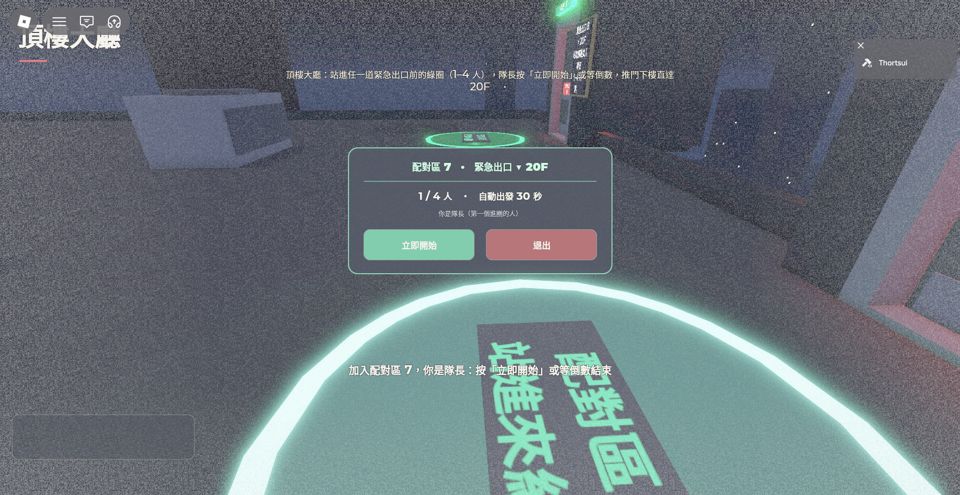 頂樓大廳
頂樓大廳：站進任一道緊急出口前的綠圈（1–4 人），隊長按「立即開始」或等倒數，推門下樓直達
20F
Thortsui
配對區 7 • 緊急出口 ▼ 20F
1 / 4 人 • 自動出發 30 秒
你是隊長（第一個進圈的人）
立即開始
退出
加入配對區 7，你是隊長：按「立即開始」或等倒數結束
配對區
站進來